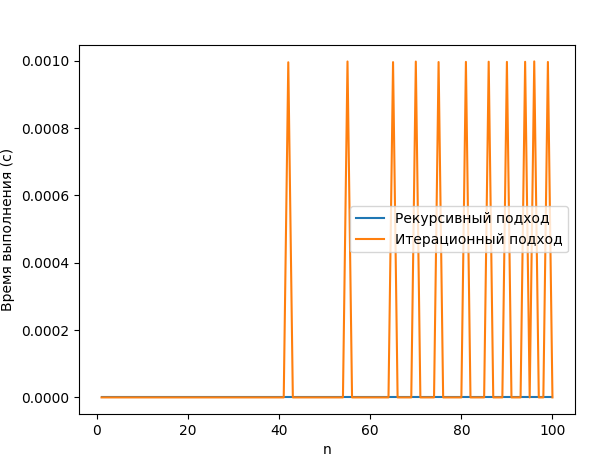 0.0010
0.0008
0.0006
0.0004
0.0002
0.0000
Время выполнения (с)
Рекурсивный подход
Итерационный подход
0 20 40 60 80 100
n